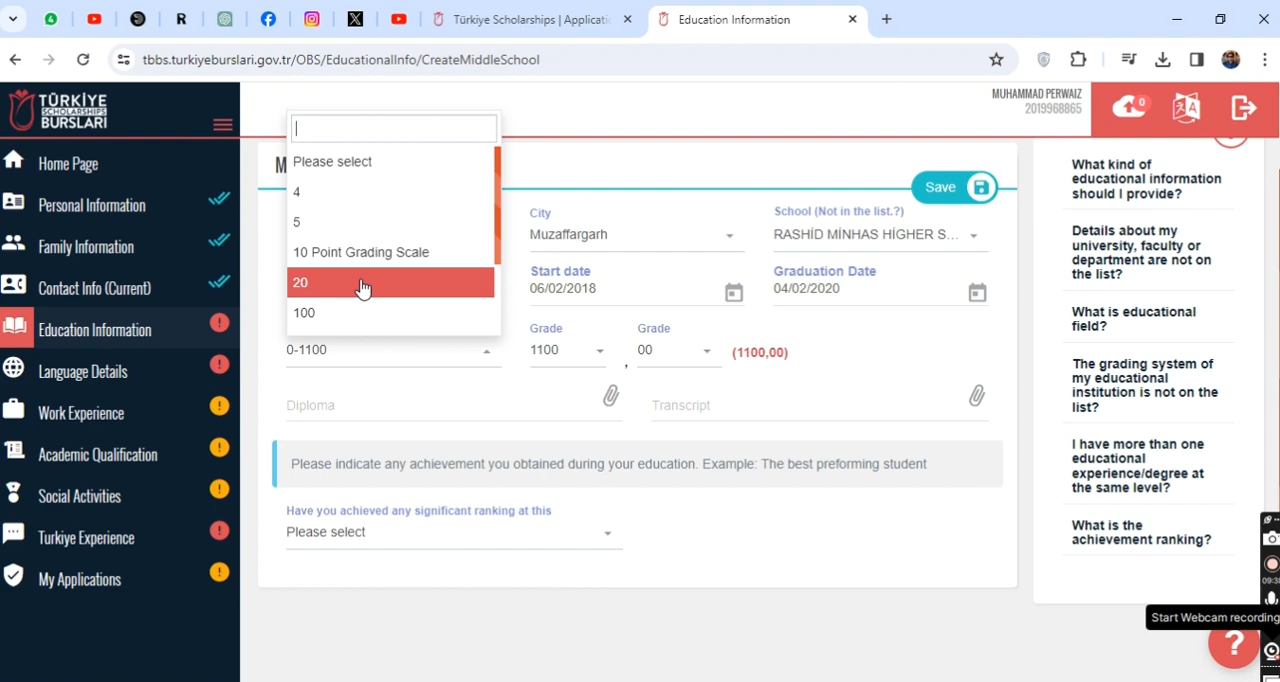 Türkiye Scholarships | Applicati
Education Information
tbbs.turkiyeburslari.gov.tr/OBS/EducationalInfo/CreateMiddleSchool
TÜRKİYE
SCHOLARSHIPS
BURSLARI
MUHAMMAD PERWAIZ
2019968865
0
Home Page
Personal Information
Family Information
Contact Info (Current)
Education Information
Language Details
Work Experience
Academic Qualification
Social Activities
Turkiye Experience
My Applications
M
Save
Please select
4
5
10 Point Grading Scale
20
100
City
Muzaffargarh
School (Not in the list.?)
RASHİD MİNHAS HİGHER S...
Start date
06/02/2018
Graduation Date
04/02/2020
0-1100
Grade
1100
,
Grade
00
(1100,00)
Diploma
Transcript
Please indicate any achievement you obtained during your education. Example: The best preforming student
Have you achieved any significant ranking at this
Please select
What kind of
educational information
should I provide?
Details about my
university, faculty or
department are not on
the list?
What is educational
field?
The grading system of
my educational
institution is not on the
list?
I have more than one
educational
experience/degree at
the same level?
What is the
achievement ranking?
Start Webcam recording
?